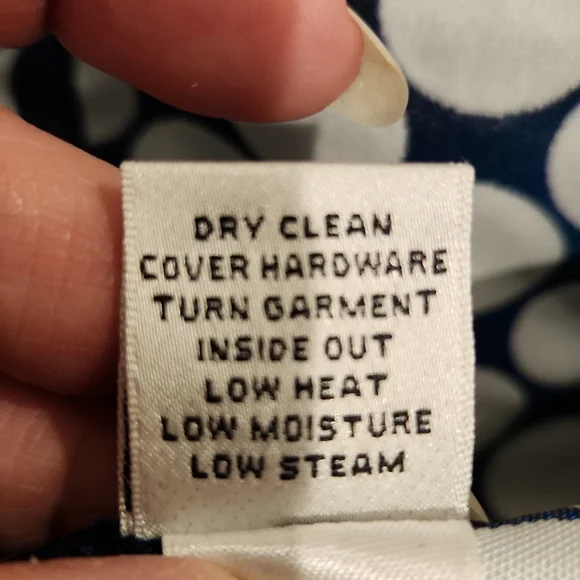 DRY CLEAN
COVER HARDWARE
TURN GARMENT
INSIDE OUT
LOW HEAT
LOW MOISTURE
LOW STEAM